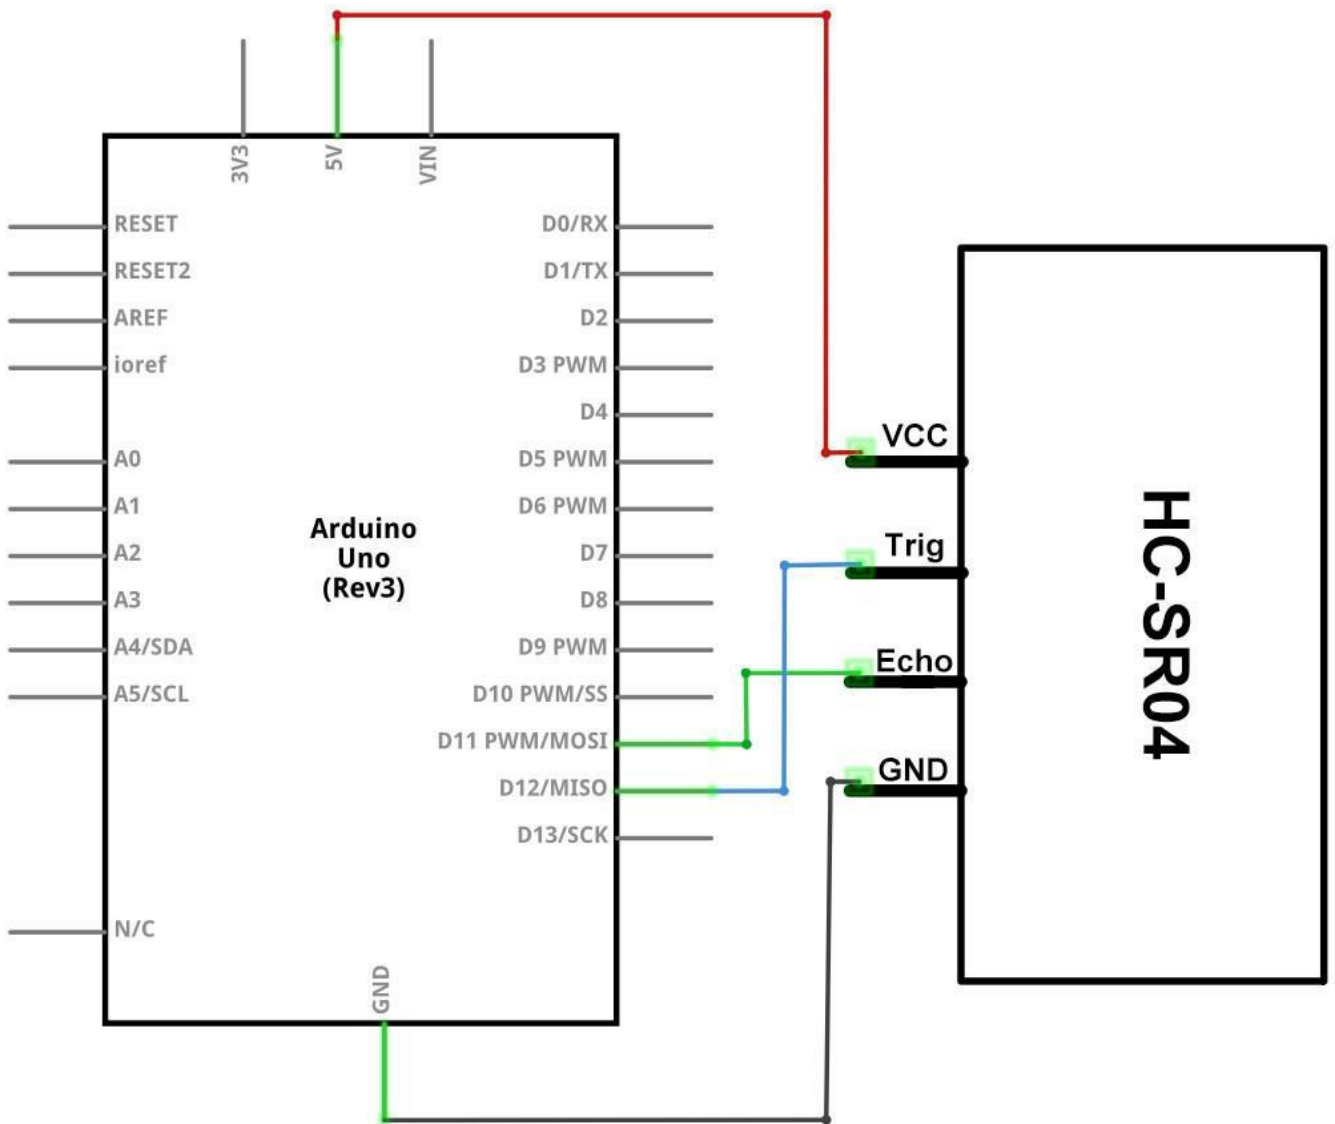 3V3
5V
VIN
RESET
RESET2
AREF
ioref
A0
A1
A2
A3
A4/SDA
A5/SCL
N/C
Arduino
Uno
(Rev3)
D0/RX
D1/TX
D2
D3 PWM
D4
D5 PWM
D6 PWM
D7
D8
D9 PWM
D10 PWM/SS
D11 PWM/MOSI
D12/MISO
D13/SCK
GND
VCC
Trig
Echo
GND
HC-SR04